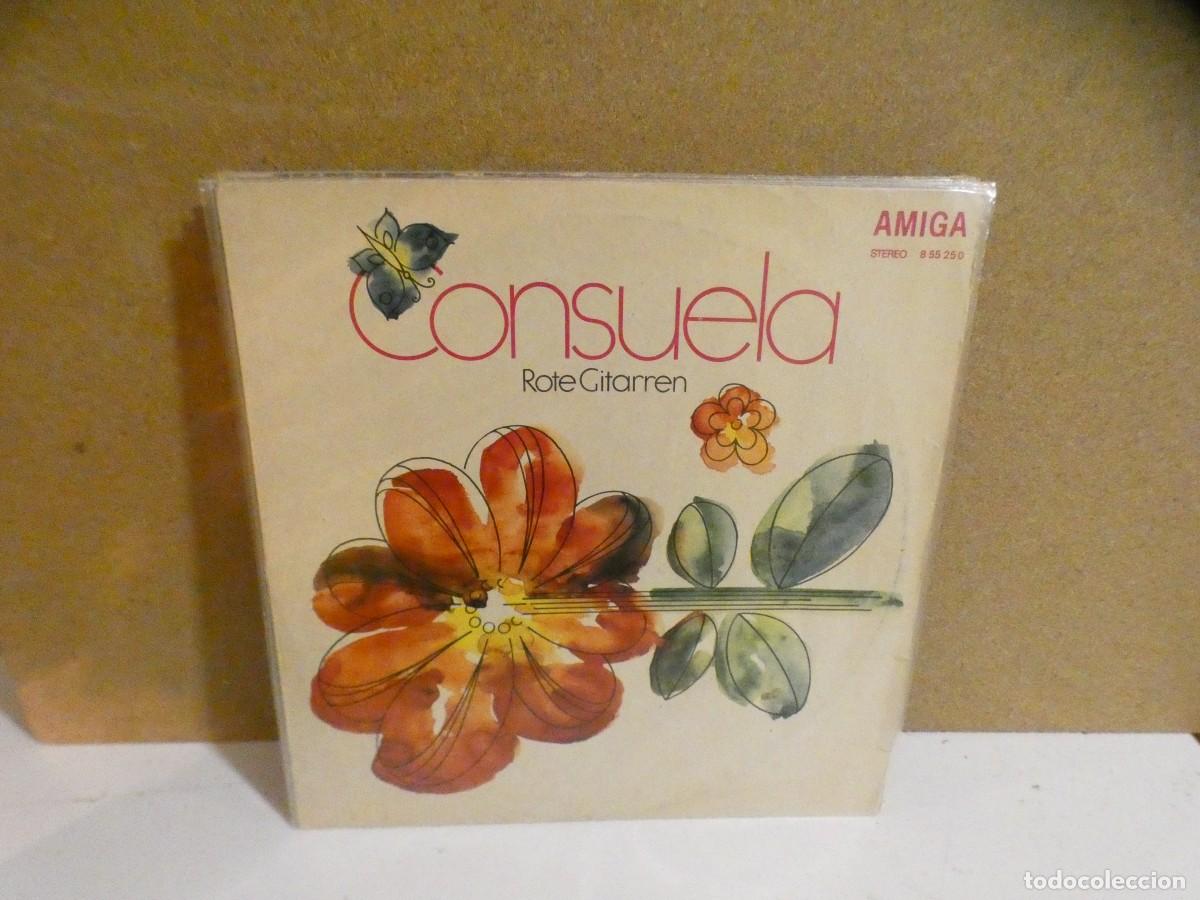 AMIGA
STEREO 8 55 250
Consuela
Rote Gitarren
todocoleccion